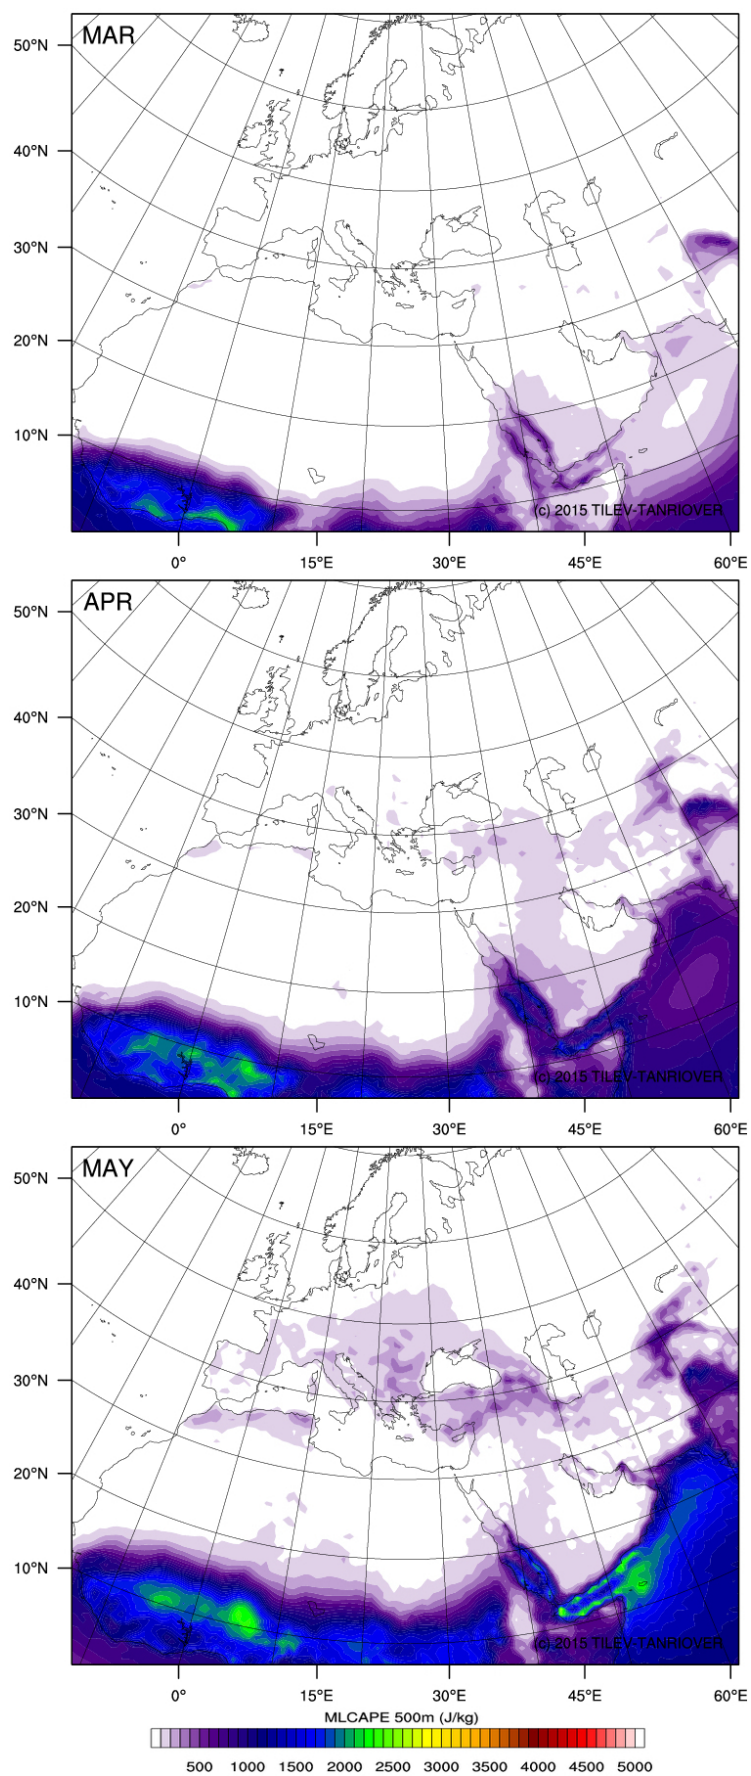 MAR
50°N
40°N
30°N
20°N
10°N
(c) 2015 TILEV-TANRIOVER
0° 15°E 30°E 45°E 60°E
APR
50°N
40°N
30°N
20°N
10°N
(c) 2015 TILEV-TANRIOVER
0° 15°E 30°E 45°E 60°E
MAY
50°N
40°N
30°N
20°N
10°N
(c) 2015 TILEV-TANRIOVER
0° 15°E 30°E 45°E 60°E
MLCAPE 500m (J/kg)
500 1000 1500 2000 2500 3000 3500 4000 4500 5000